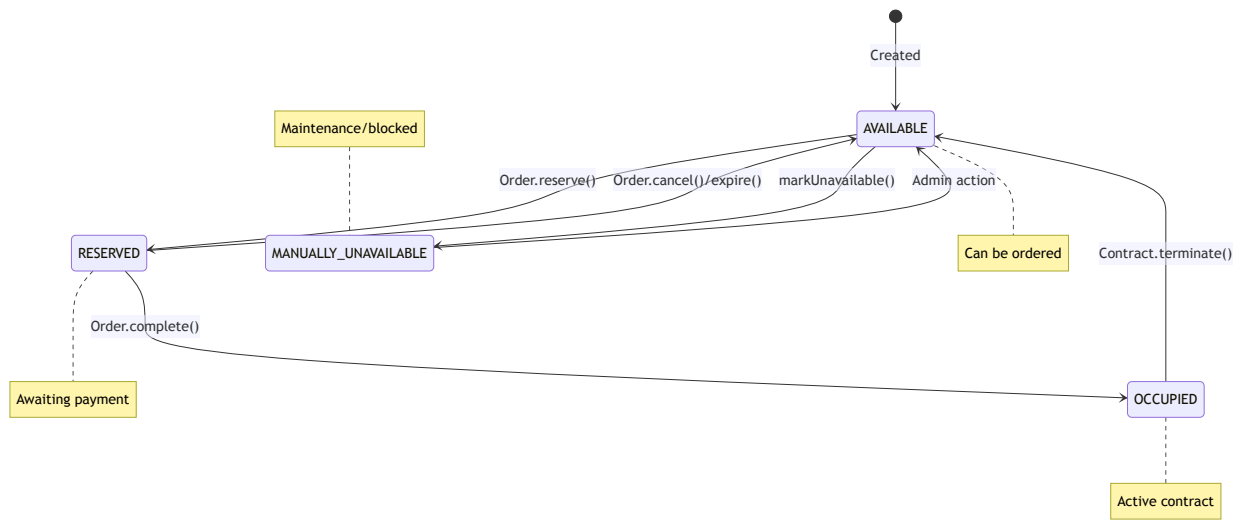 Created
Maintenance/blocked
AVAILABLE
Order.reserve()
Order.cancel()/expire()
markUnavailable()
Admin action
RESERVED
MANUALLY_UNAVAILABLE
Can be ordered
Contract.terminate()
Order.complete()
Awaiting payment
OCCUPIED
Active contract